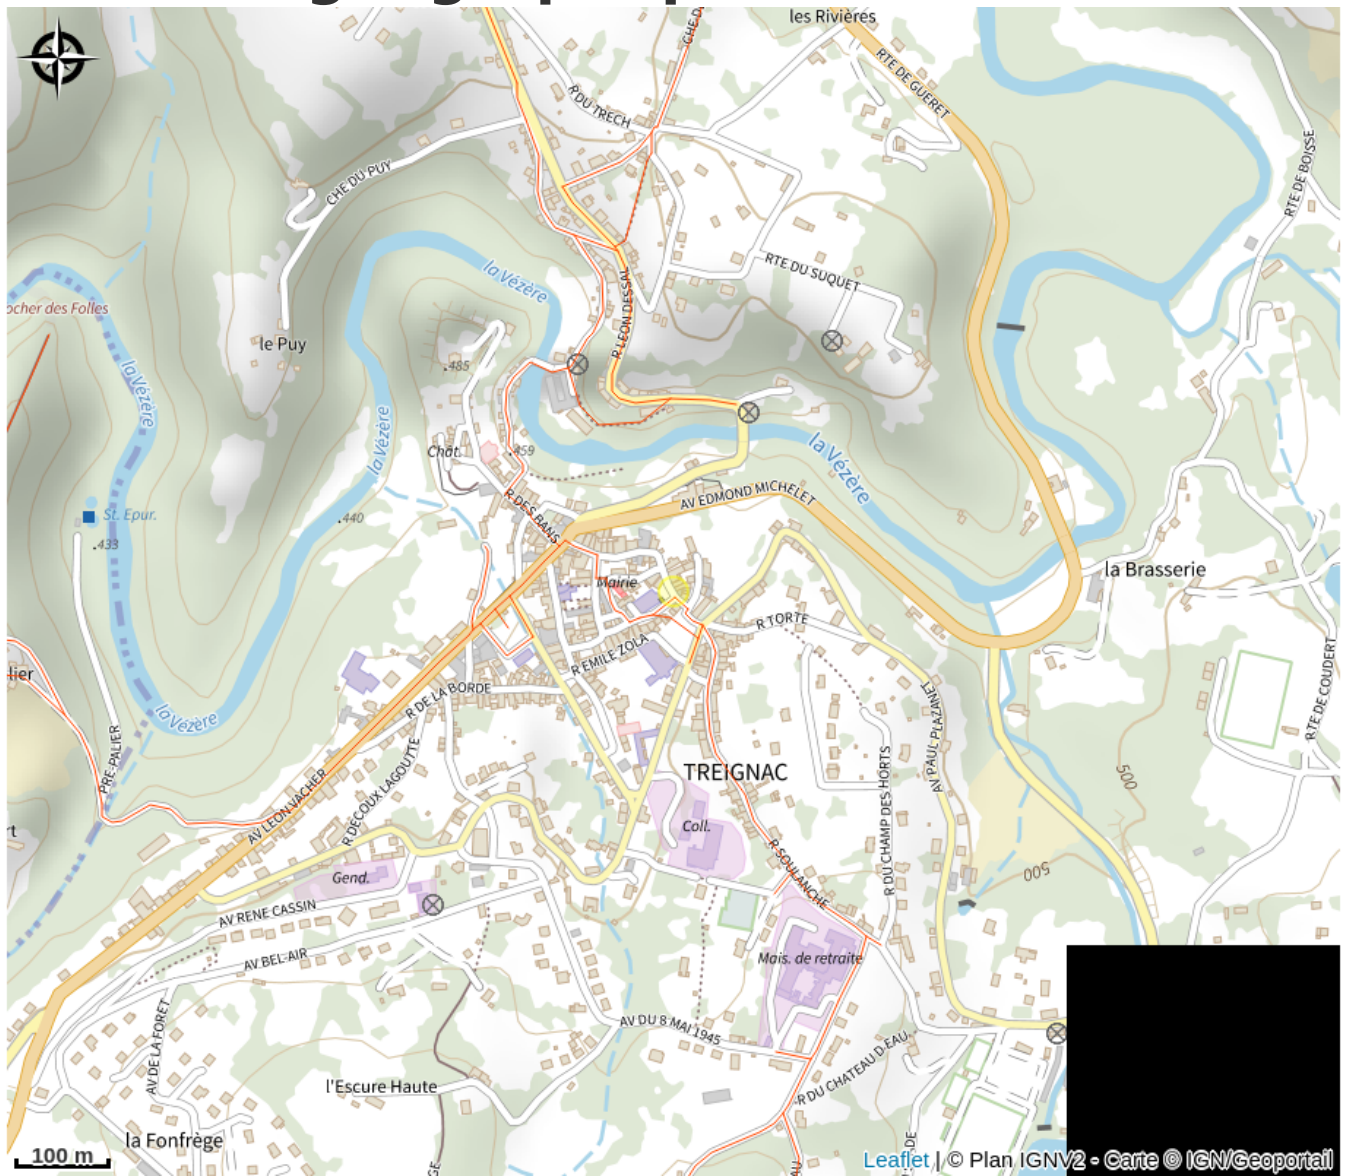 les Rivières
CHE D
RTE DE GUERET
R DU TRECH
RTE DE BOISSE
CHE DU PUY
la Vézère
RTE DU SUQUET
ocher des Folles
R LEON DESSAL
le Puy
.485
la Vézère
la Vézère
Chât.
.459
la Vézère
R DES BANS
AV EDMOND MICHELET
St. Epur.
.440
.433
la Brasserie
Mairie
R TORTE
R EMILE ZOLA
lier
R DE LA BORDE
RTE DE COUDERT
la Vézère
AV PAUL PLAZANET
PRE-PALIER
TREIGNAC
500
R DECOUX LAGOUTTE
AV LEON VACHER
R DU CHAMP DES HORTS
rt
Coll.
R SOULANCHE
500
Gend.
AV RENE CASSIN
AV BEL-AIR
Mais. de retraite
AV DE LA FORET
AV DU 8 MAI 1945
R DU CHATEAU D EAU
l'Escure Haute
la Fonfrège
100 m
DE
Leaflet | © Plan IGNV2 - Carte © IGN/Geoportail